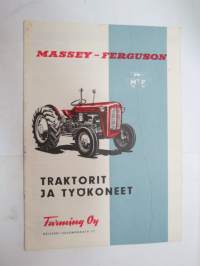 MASSEY-FERGUSON
TRAKTORIT
JA TYÖKONEET
Farming Oy